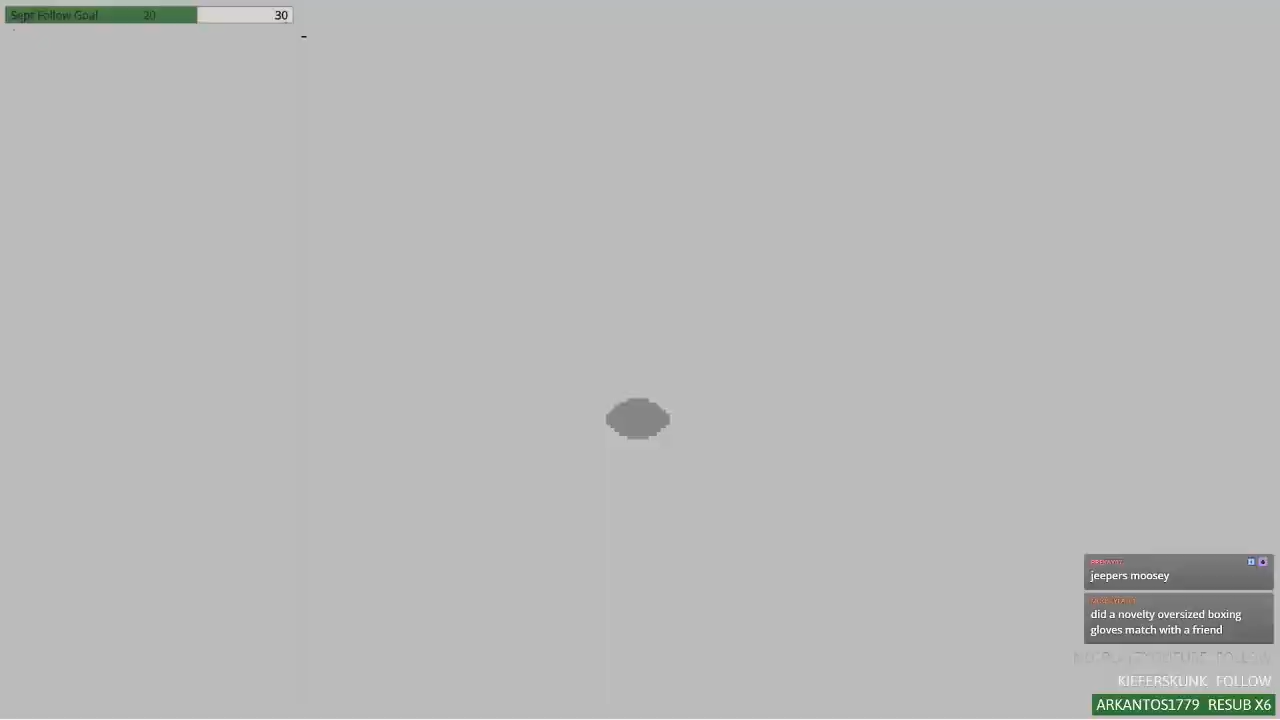 Sept Follow Goal 20 30
jeepers moosey
did a novelty oversized boxing
gloves match with a friend
KIEFERSKUNK FOLLOW
ARKANTOS1779 RESUB X6